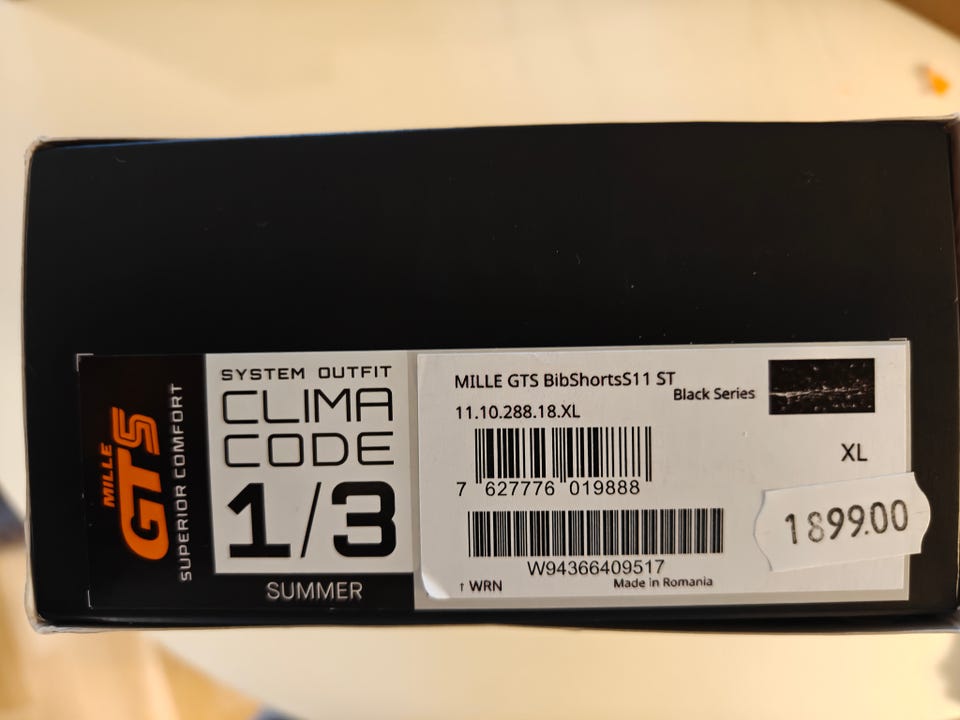 MILLE
GTS
SUPERIOR COMFORT
SYSTEM OUTFIT
CLIMA
CODE
1/3
SUMMER
MILLE GTS BibShortsS11 ST
Black Series
11.10.288.18.XL
7 627776 019888
XL
1899.00
W94366409517
↑ WRN
Made in Romania